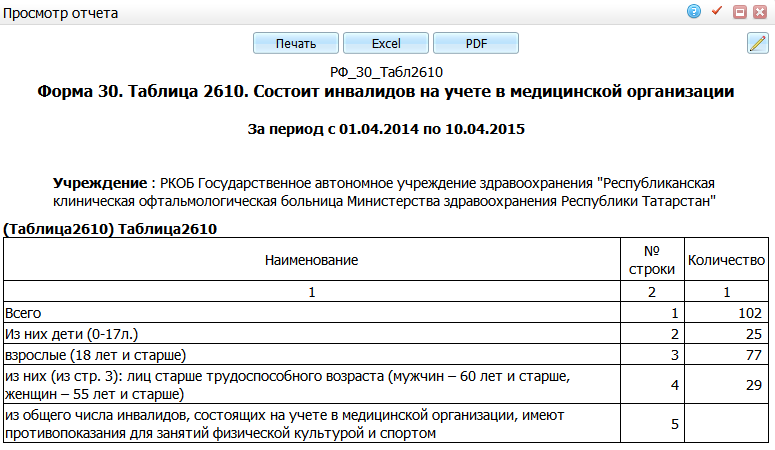 Просмотр отчета
Печать Excel PDF
РФ_30_Табл2610
Форма 30. Таблица 2610. Состоит инвалидов на учете в медицинской организации
За период с 01.04.2014 по 10.04.2015
Учреждение : РКОБ Государственное автономное учреждение здравоохранения "Республиканская
клиническая офтальмологическая больница Министерства здравоохранения Республики Татарстан"
(Таблица2610) Таблица2610
Наименование № строки Количество
1 2 1
Всего 1 102
Из них дети (0-17л.) 2 25
взрослые (18 лет и старше) 3 77
из них (из стр. 3): лиц старше трудоспособного возраста (мужчин – 60 лет и старше,
женщин – 55 лет и старше) 4 29
из общего числа инвалидов, состоящих на учете в медицинской организации, имеют
противопоказания для занятий физической культурой и спортом 5